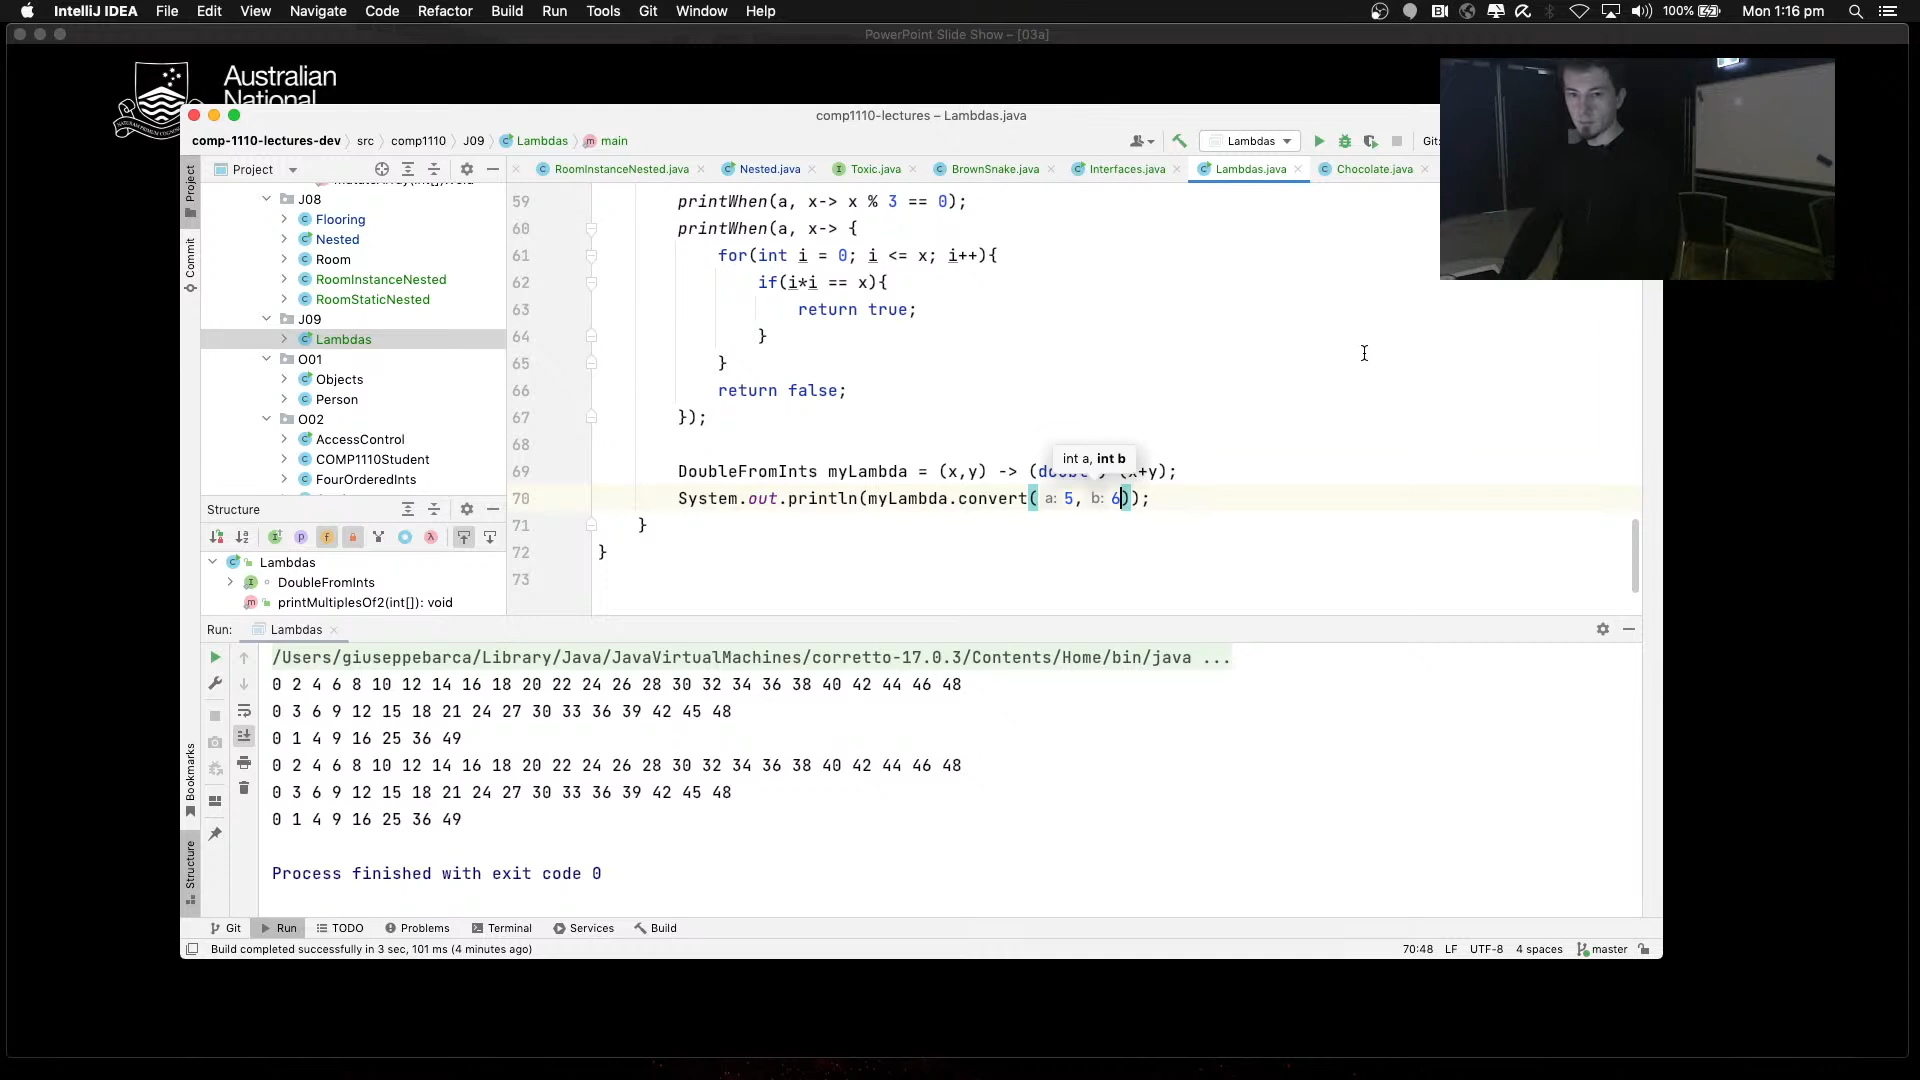 IntelliJ IDEA File Edit View Navigate Code Refactor Build Run Tools Git Window Help 100% Mon 1:16 pm
PowerPoint Slide Show – [03a]
Australian
National
comp1110-lectures – Lambdas.java
comp-1110-lectures-dev src comp1110 J09 Lambdas main Lambdas Git:
Project RoomInstanceNested.java Nested.java Toxic.java BrownSnake.java Interfaces.java Lambdas.java Chocolate.java
Project
Commit
Bookmarks
Structure
J08
Flooring
Nested
Room
RoomInstanceNested
RoomStaticNested
J09
Lambdas
O01
Objects
Person
O02
AccessControl
COMP1110Student
FourOrderedInts
59 printWhen(a, x-> x % 3 == 0);
60 printWhen(a, x-> {
61 for(int i = 0; i <= x; i++){
62 if(i*i == x){
63 return true;
64 }
65 }
66 return false;
67 });
68
int a, int b
69 DoubleFromInts myLambda = (x,y) -> (double) (x+y);
70 System.out.println(myLambda.convert( a: 5, b: 6));
71 }
72 }
73
Structure
Lambdas
DoubleFromInts
printMultiplesOf2(int[]): void
Run: Lambdas
/Users/giuseppebarca/Library/Java/JavaVirtualMachines/corretto-17.0.3/Contents/Home/bin/java ...
0 2 4 6 8 10 12 14 16 18 20 22 24 26 28 30 32 34 36 38 40 42 44 46 48
0 3 6 9 12 15 18 21 24 27 30 33 36 39 42 45 48
0 1 4 9 16 25 36 49
0 2 4 6 8 10 12 14 16 18 20 22 24 26 28 30 32 34 36 38 40 42 44 46 48
0 3 6 9 12 15 18 21 24 27 30 33 36 39 42 45 48
0 1 4 9 16 25 36 49
Process finished with exit code 0
Git Run TODO Problems Terminal Services Build
Build completed successfully in 3 sec, 101 ms (4 minutes ago) 70:48 LF UTF-8 4 spaces master